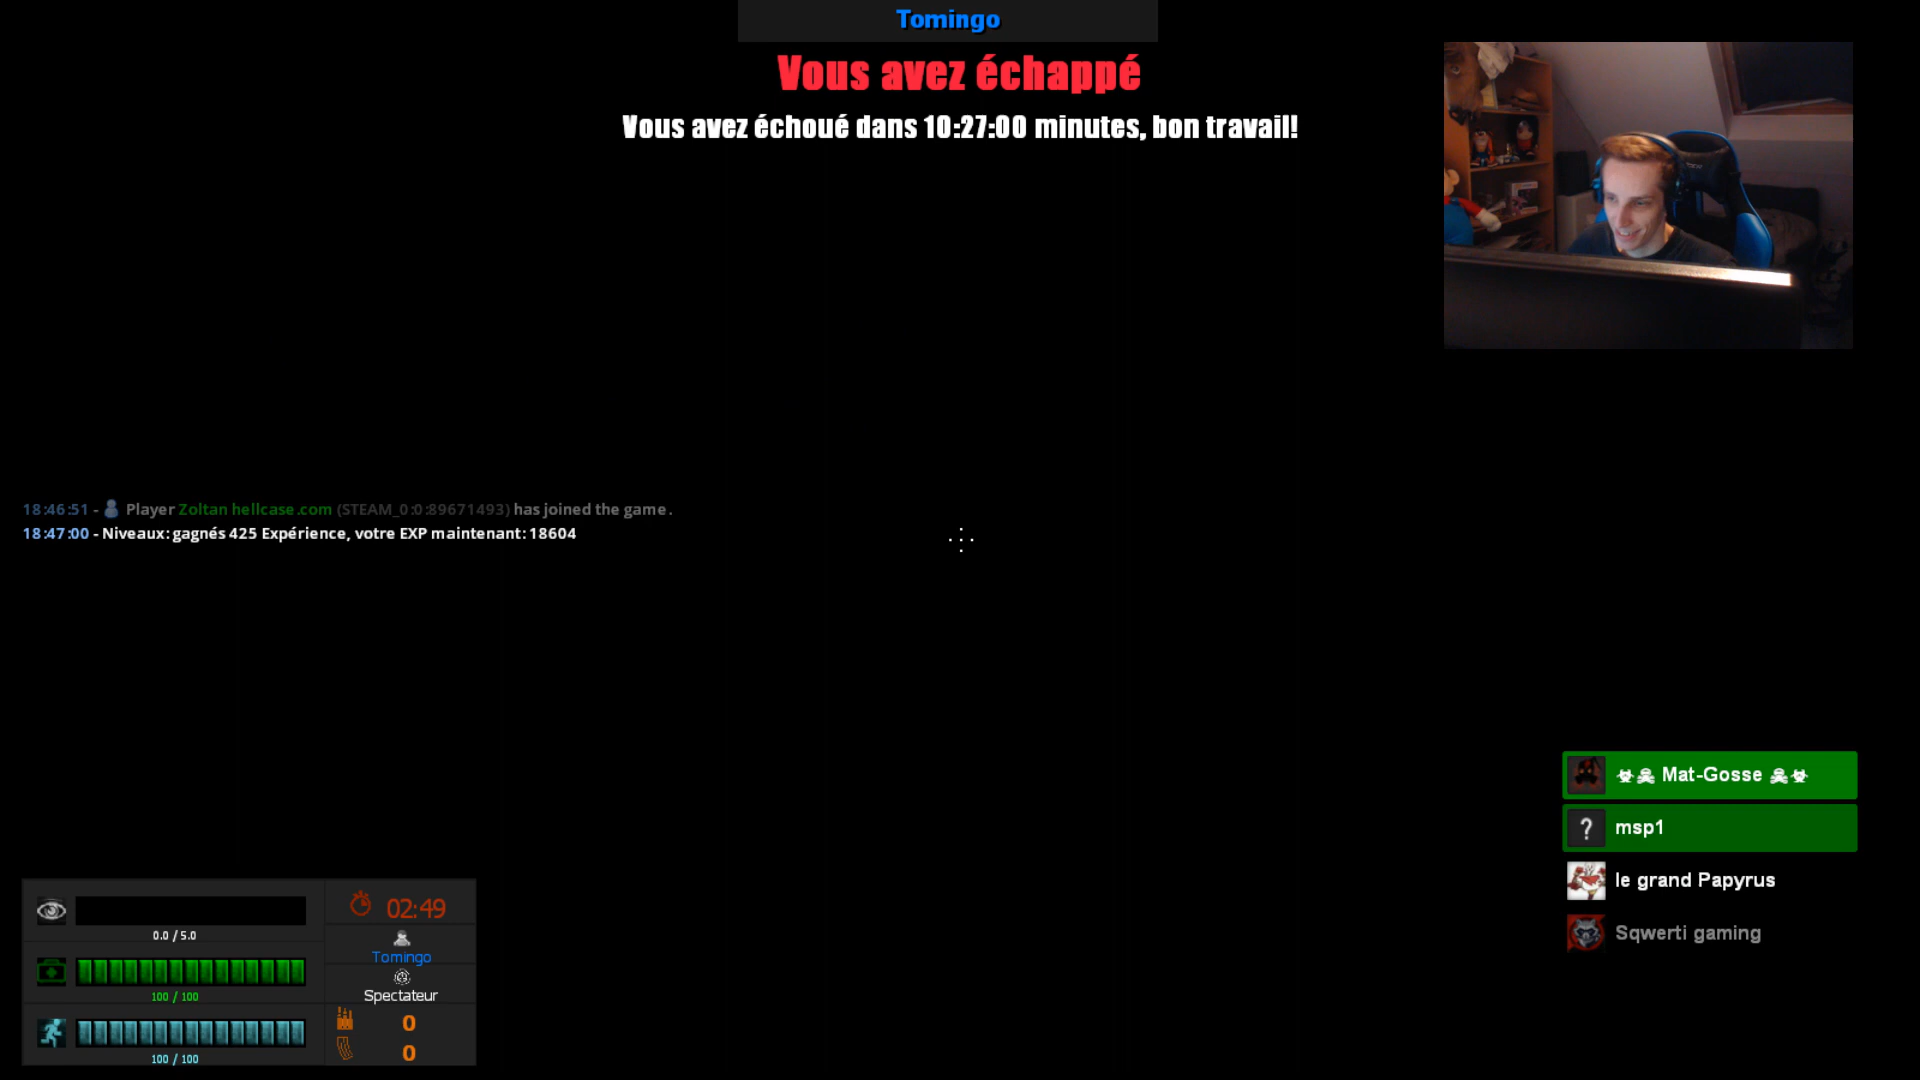 Tomingo
Vous avez échappé
Vous avez échoué dans 10:27:00 minutes, bon travail!
18:46:51 - Player Zoltan hellcase.com (STEAM_0:0:89671493) has joined the game.
18:47:00 - Niveaux: gagnés 425 Expérience, votre EXP maintenant: 18604
Mat-Gosse
msp1
le grand Papyrus
Sqwerti gaming
0.0 / 5.0
100 / 100
100 / 100
02:49
Tomingo
Spectateur
0
0